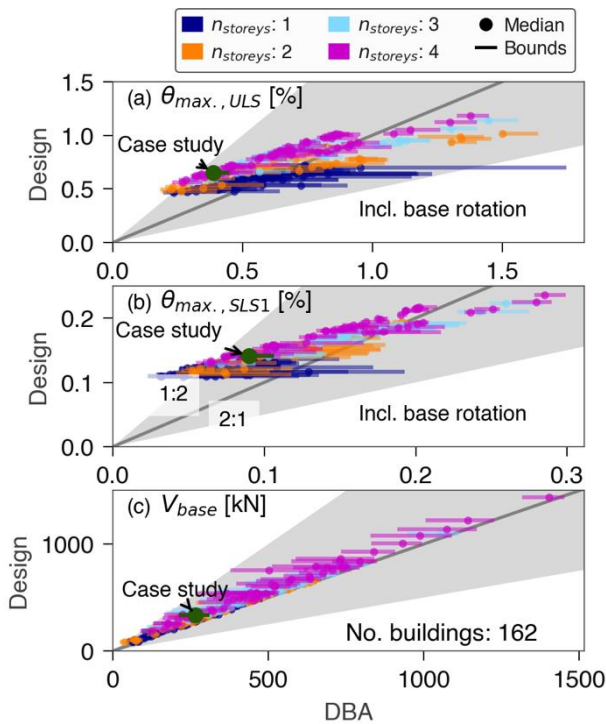 n_storeys: 1 n_storeys: 3 Median
n_storeys: 2 n_storeys: 4 Bounds
1.5
(a) θ_max.,ULS [%]
Case study
1.0
Design
0.5
Incl. base rotation
0.0
0.0 0.5 1.0 1.5
(b) θ_max.,SLS1 [%]
0.2
Case study
Design
0.1
1:2
2:1
Incl. base rotation
0.0
0.0 0.1 0.2 0.3
(c) V_base [kN]
1000
Design
Case study
No. buildings: 162
0
0 500 1000 1500
DBA